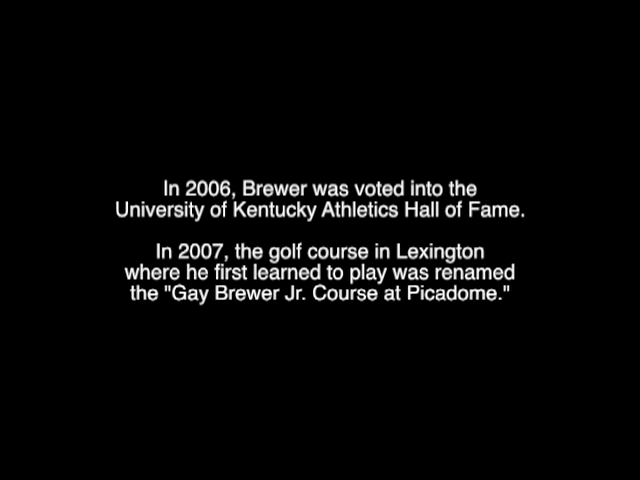 In 2006, Brewer was voted into the
University of Kentucky Athletics Hall of Fame.
In 2007, the golf course in Lexington
where he first learned to play was renamed
the "Gay Brewer Jr. Course at Picadome."